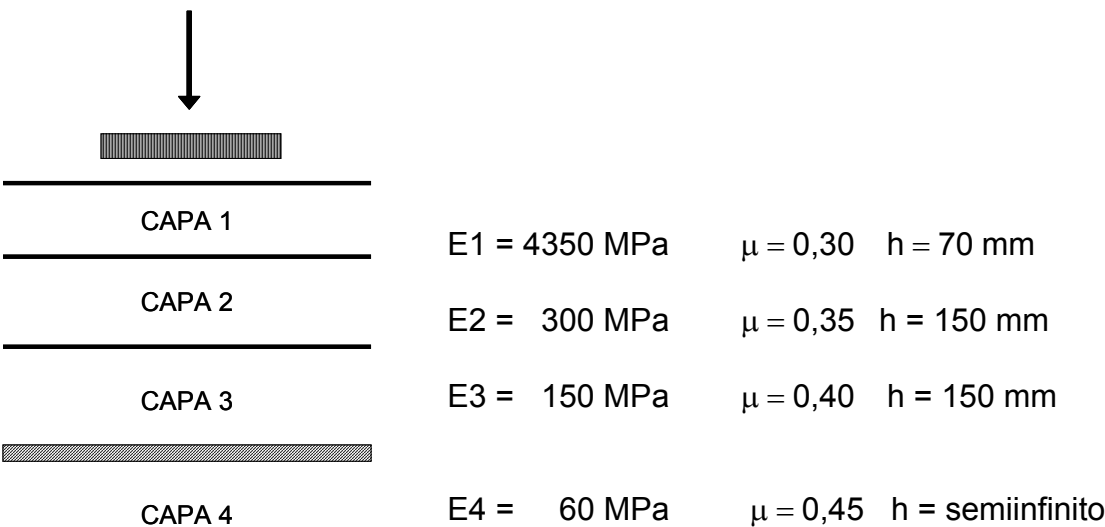 CAPA 1
E1 = 4350 MPa μ = 0,30 h = 70 mm
CAPA 2
E2 = 300 MPa μ = 0,35 h = 150 mm
CAPA 3
E3 = 150 MPa μ = 0,40 h = 150 mm
CAPA 4
E4 = 60 MPa μ = 0,45 h = semiinfinito